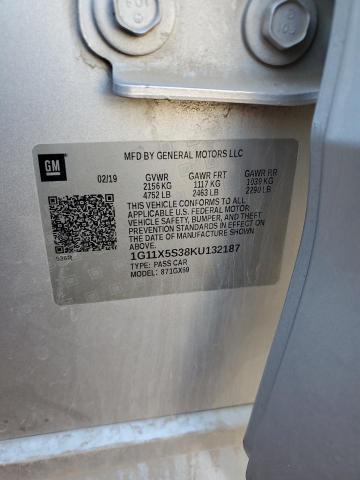 GM
MFD BY GENERAL MOTORS LLC
02/19 GVWR GAWR FRT GAWR RR
2156 KG 1117 KG 1039 KG
4752 LB 2463 LB 2290 LB
THIS VEHICLE CONFORMS TO ALL
APPLICABLE U.S. FEDERAL MOTOR
VEHICLE SAFETY, BUMPER, AND THEFT
PREVENTION STANDARDS IN EFFECT ON
THE DATE OF MANUFACTURE SHOWN
ABOVE.
1G11X5S38KU132187
TYPE: PASS CAR
MODEL: 871GX69